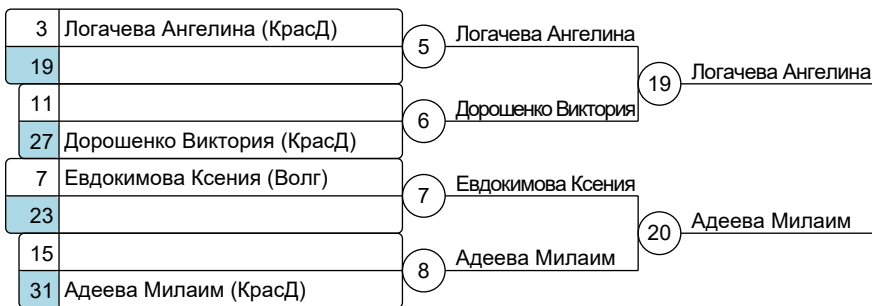 3 Логачева Ангелина (КрасД)
19
11
27 Дорошенко Виктория (КрасД)
7 Евдокимова Ксения (Волг)
23
15
31 Адеева Милаим (КрасД)
5 Логачева Ангелина
6 Дорошенко Виктория
7 Евдокимова Ксения
8 Адеева Милаим
19 Логачева Ангелина
20 Адеева Милаим